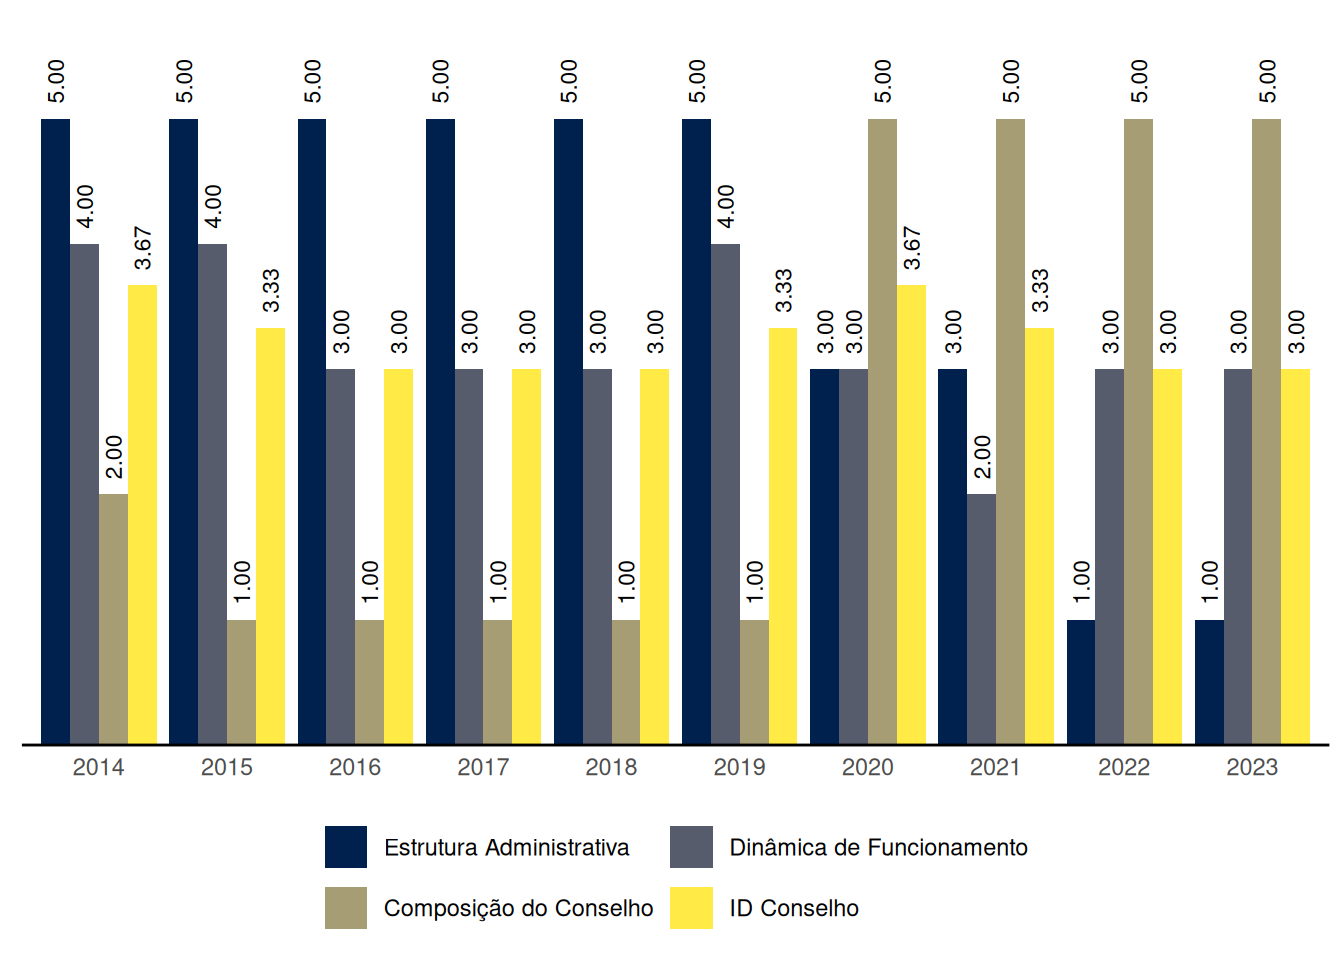 5.00 4.00 2.00 3.67 5.00 4.00 1.00 3.33 5.00 3.00 1.00 3.00 5.00 3.00 1.00 3.00 5.00 3.00 1.00 3.00 5.00 4.00 1.00 3.33 3.00 3.00 5.00 3.67 3.00 2.00 5.00 3.33 1.00 3.00 5.00 3.00 1.00 3.00 5.00 3.00
2014 2015 2016 2017 2018 2019 2020 2021 2022 2023
Estrutura Administrativa Dinâmica de Funcionamento
Composição do Conselho ID Conselho